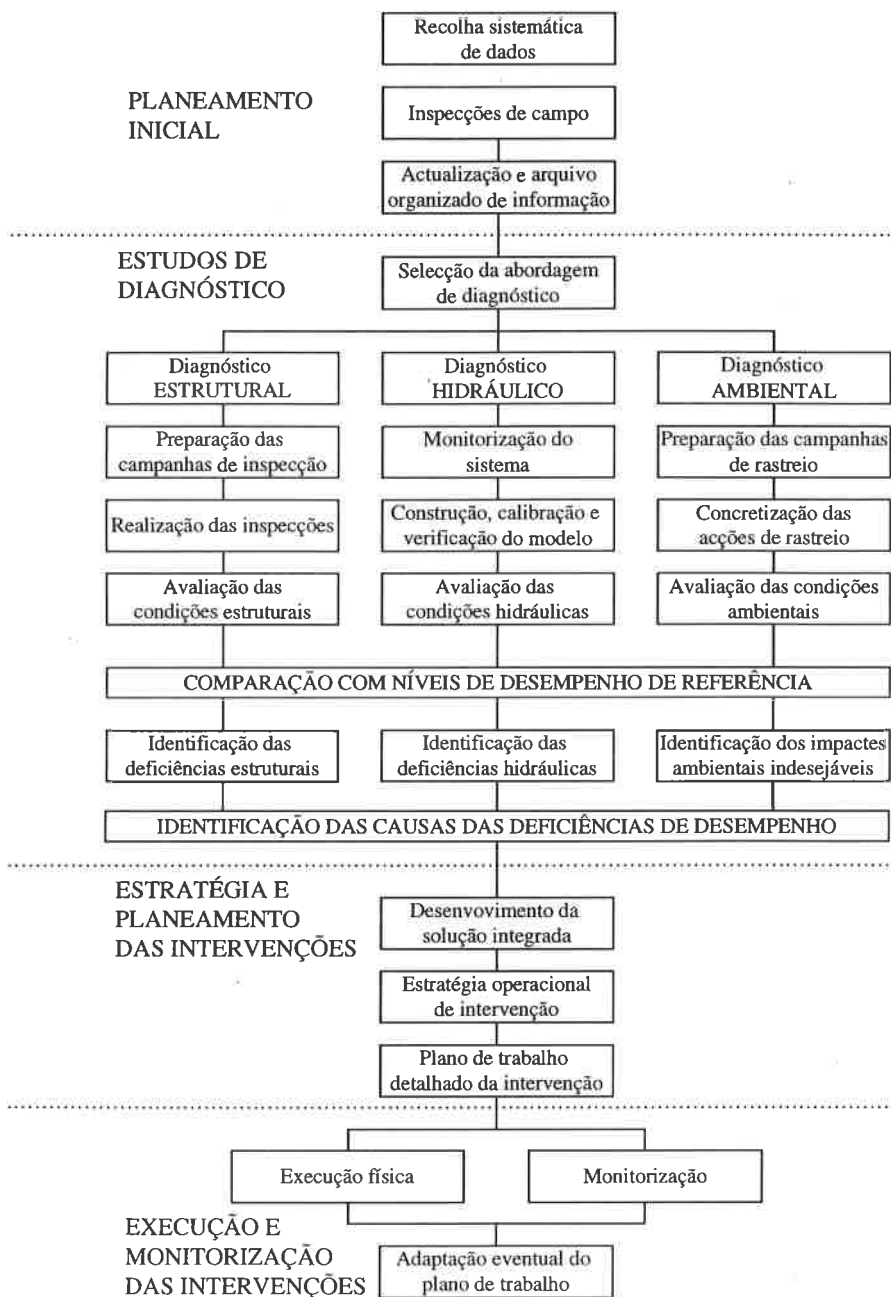 Recolha sistemática
de dados
PLANEAMENTO
INICIAL
Inspecções de campo
Actualização e arquivo
organizado de informação
ESTUDOS DE
DIAGNÓSTICO
Selecção da abordagem
de diagnóstico
Diagnóstico
ESTRUTURAL
Diagnóstico
HIDRÁULICO
Diagnóstico
AMBIENTAL
Preparação das
campanhas de inspecção
Monitorização do
sistema
Preparação das campanhas
de rastreio
Realização das inspecções
Construção, calibração e
verificação do modelo
Concretização das
acções de rastreio
Avaliação das
condições estruturais
Avaliação das
condições hidráulicas
Avaliação das condições
ambientais
COMPARAÇÃO COM NÍVEIS DE DESEMPENHO DE REFERÊNCIA
Identificação das
deficiências estruturais
Identificação das
deficiências hidráulicas
Identificação dos impactes
ambientais indesejáveis
IDENTIFICAÇÃO DAS CAUSAS DAS DEFICIÊNCIAS DE DESEMPENHO
ESTRATÉGIA E
PLANEAMENTO
DAS INTERVENÇÕES
Desenvovimento da
solução integrada
Estratégia operacional
de intervenção
Plano de trabalho
detalhado da intervenção
Execução física
Monitorização
EXECUÇÃO E
MONITORIZAÇÃO
DAS INTERVENÇÕES
Adaptação eventual do
plano de trabalho